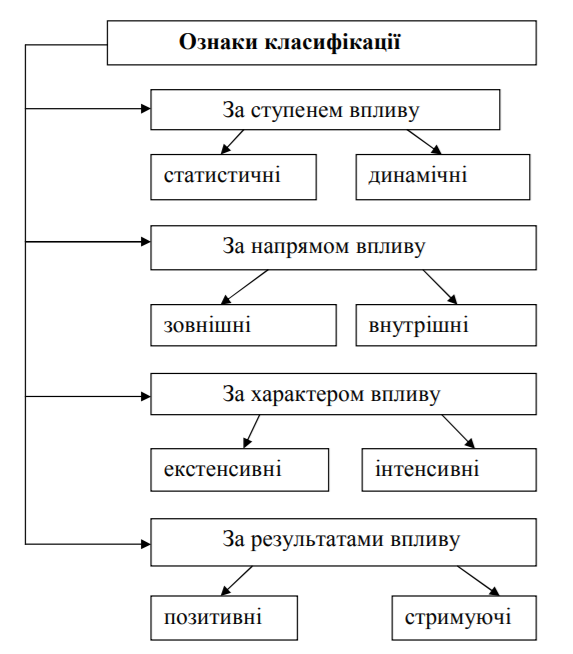 Ознаки класифікації
За ступенем впливу
статистичні
динамічні
За напрямом впливу
зовнішні
внутрішні
За характером впливу
екстенсивні
інтенсивні
За результатами впливу
позитивні
стримуючі